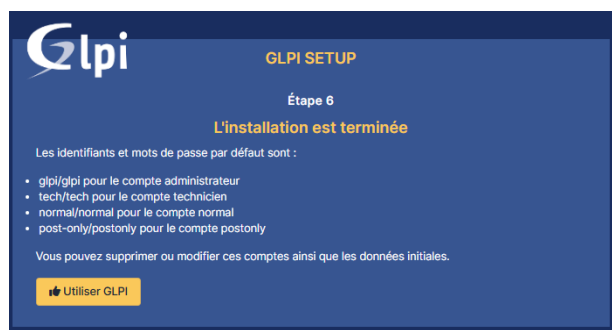 Glpi
GLPI SETUP
Étape 6
L'installation est terminée
Les identifiants et mots de passe par défaut sont :
• glpi/glpi pour le compte administrateur
• tech/tech pour le compte technicien
• normal/normal pour le compte normal
• post-only/postonly pour le compte postonly
Vous pouvez supprimer ou modifier ces comptes ainsi que les données initiales.
Utiliser GLPI